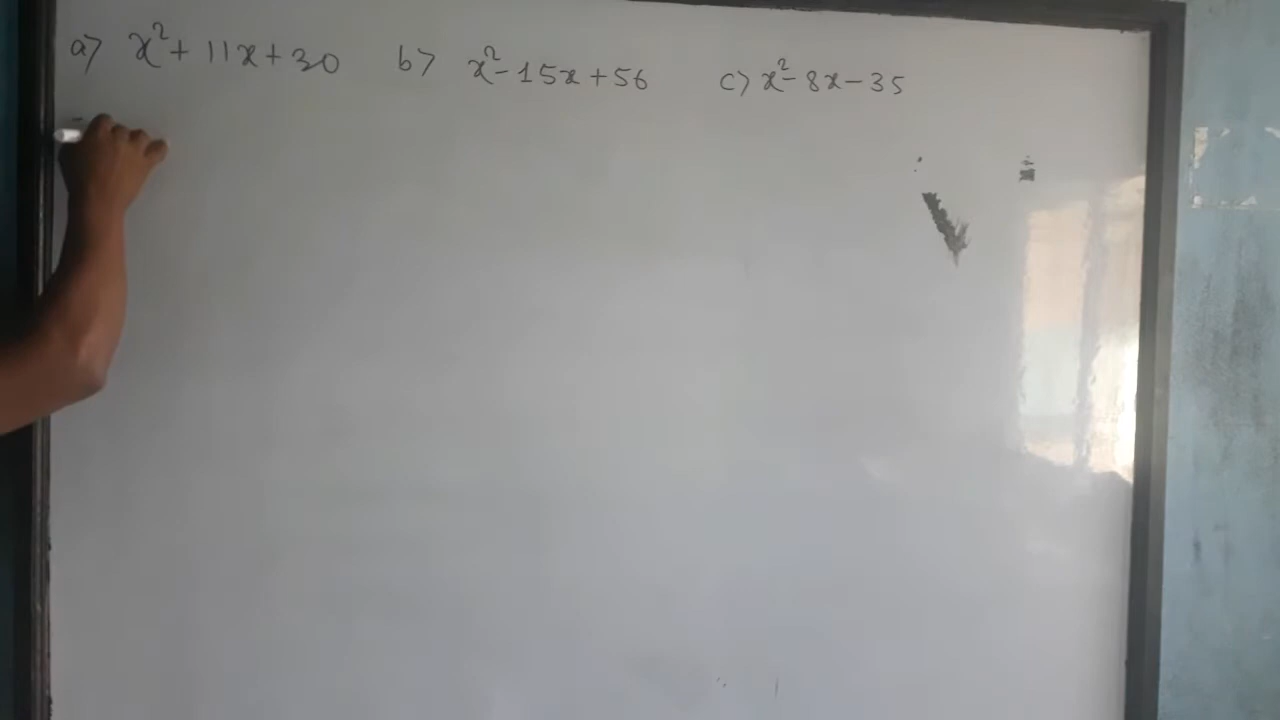 a) x² + 11x + 30 b) x² - 15x + 56 c) x² - 8x - 35